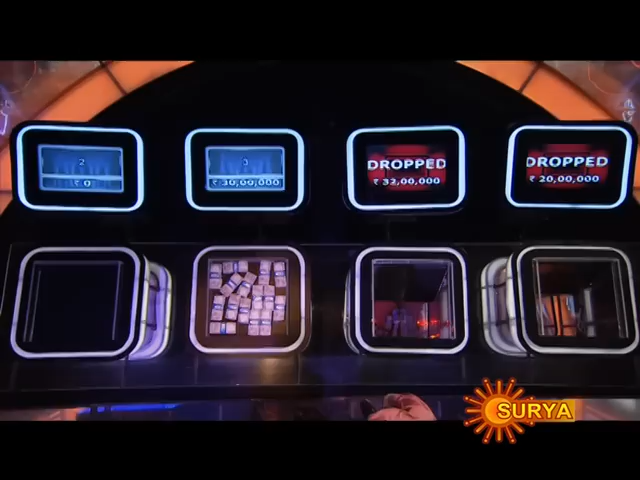 2
₹ 0
3
₹ 30,00,000
DROPPED
₹ 32,00,000
DROPPED
₹ 20,00,000
SURYA